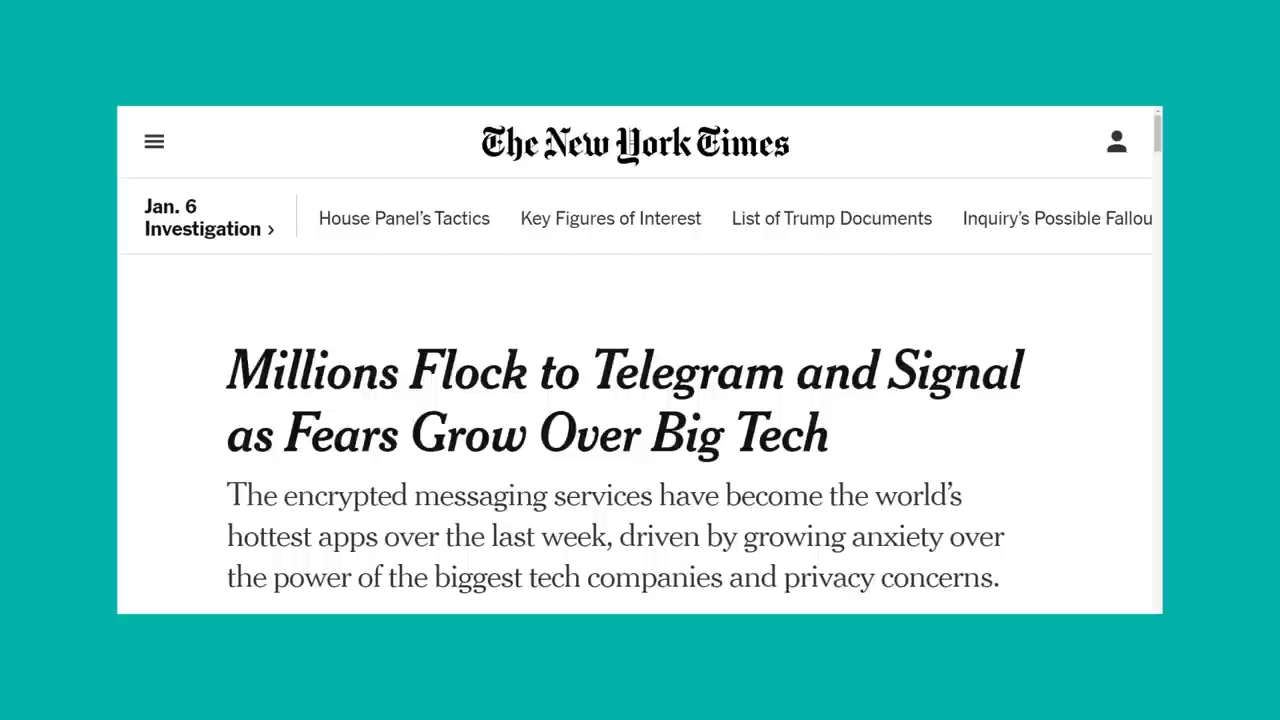 The New York Times
Jan. 6
Investigation ›
House Panel's Tactics
Key Figures of Interest
List of Trump Documents
Inquiry's Possible Fallou
Millions Flock to Telegram and Signal
as Fears Grow Over Big Tech
The encrypted messaging services have become the world's
hottest apps over the last week, driven by growing anxiety over
the power of the biggest tech companies and privacy concerns.